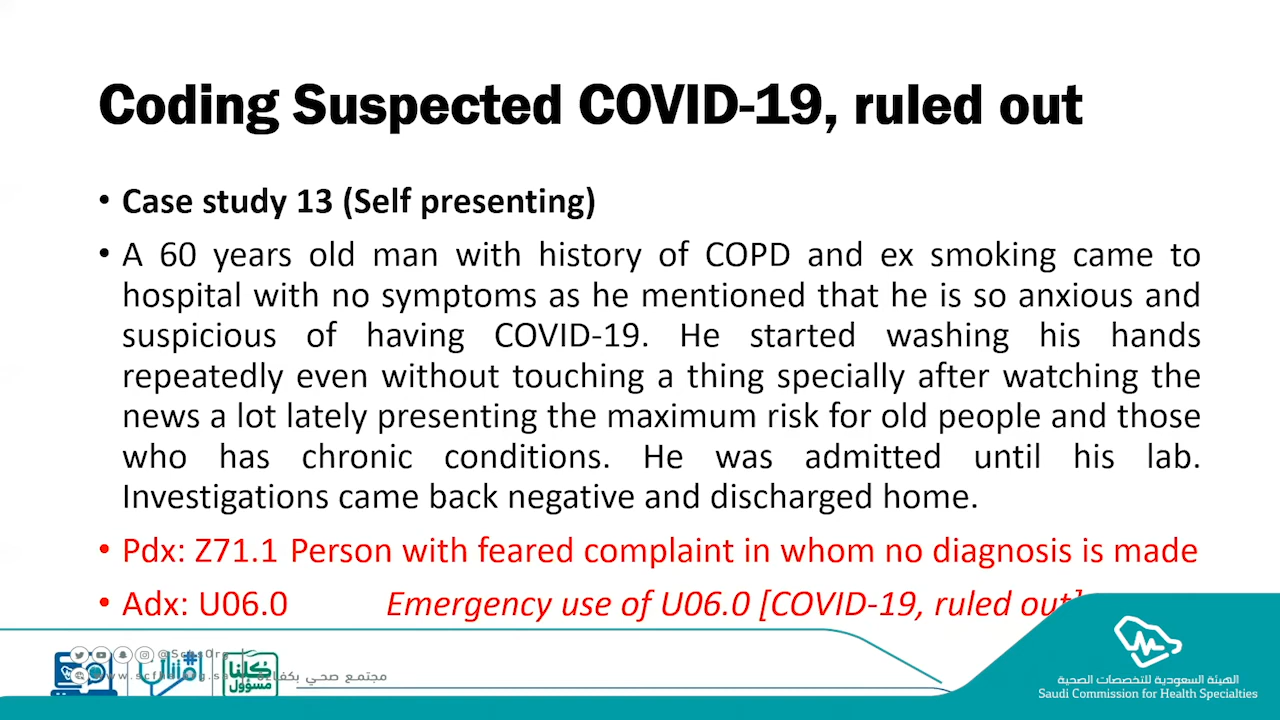 Coding Suspected COVID-19, ruled out
• Case study 13 (Self presenting)
• A 60 years old man with history of COPD and ex smoking came to
hospital with no symptoms as he mentioned that he is so anxious and
suspicious of having COVID-19. He started washing his hands
repeatedly even without touching a thing specially after watching the
news a lot lately presenting the maximum risk for old people and those
who has chronic conditions. He was admitted until his lab.
Investigations came back negative and discharged home.
• Pdx: Z71.1 Person with feared complaint in whom no diagnosis is made
• Adx: U06.0 Emergency use of U06.0 [COVID-19, ruled out]
كلنا
مسؤول
مجتمع صحي بكفاءة
الهيئة السعودية للتخصصات الصحية
Saudi Commission for Health Specialties